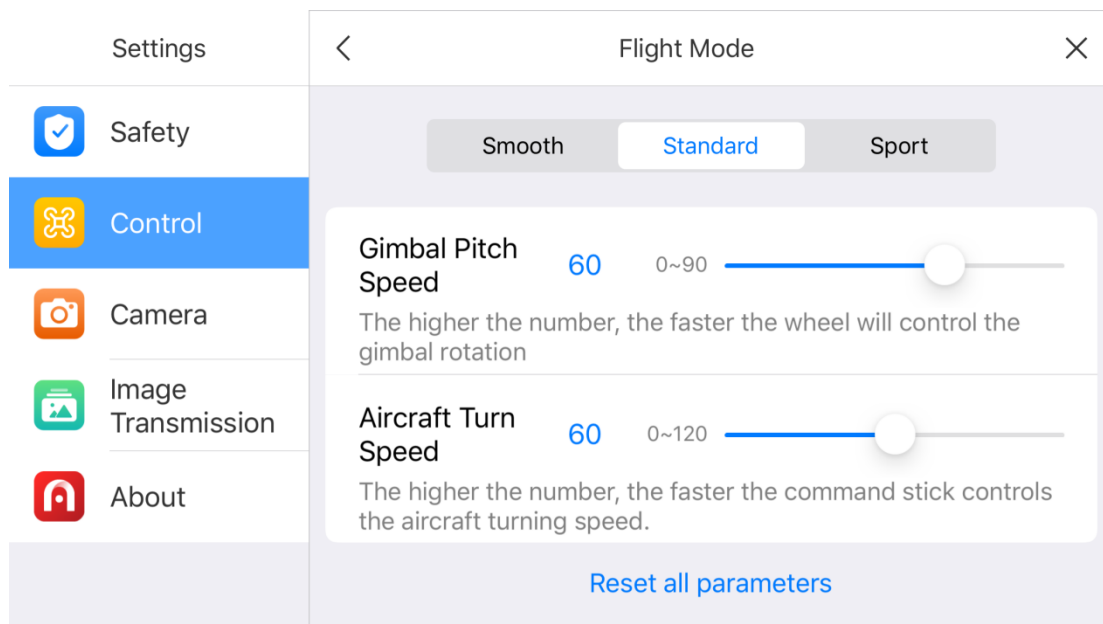 Settings
Flight Mode
Safety
Control
Camera
Image
Transmission
About
Smooth
Standard
Sport
Gimbal Pitch
Speed
60
0~90
The higher the number, the faster the wheel will control the
gimbal rotation
Aircraft Turn
Speed
60
0~120
The higher the number, the faster the command stick controls
the aircraft turning speed.
Reset all parameters